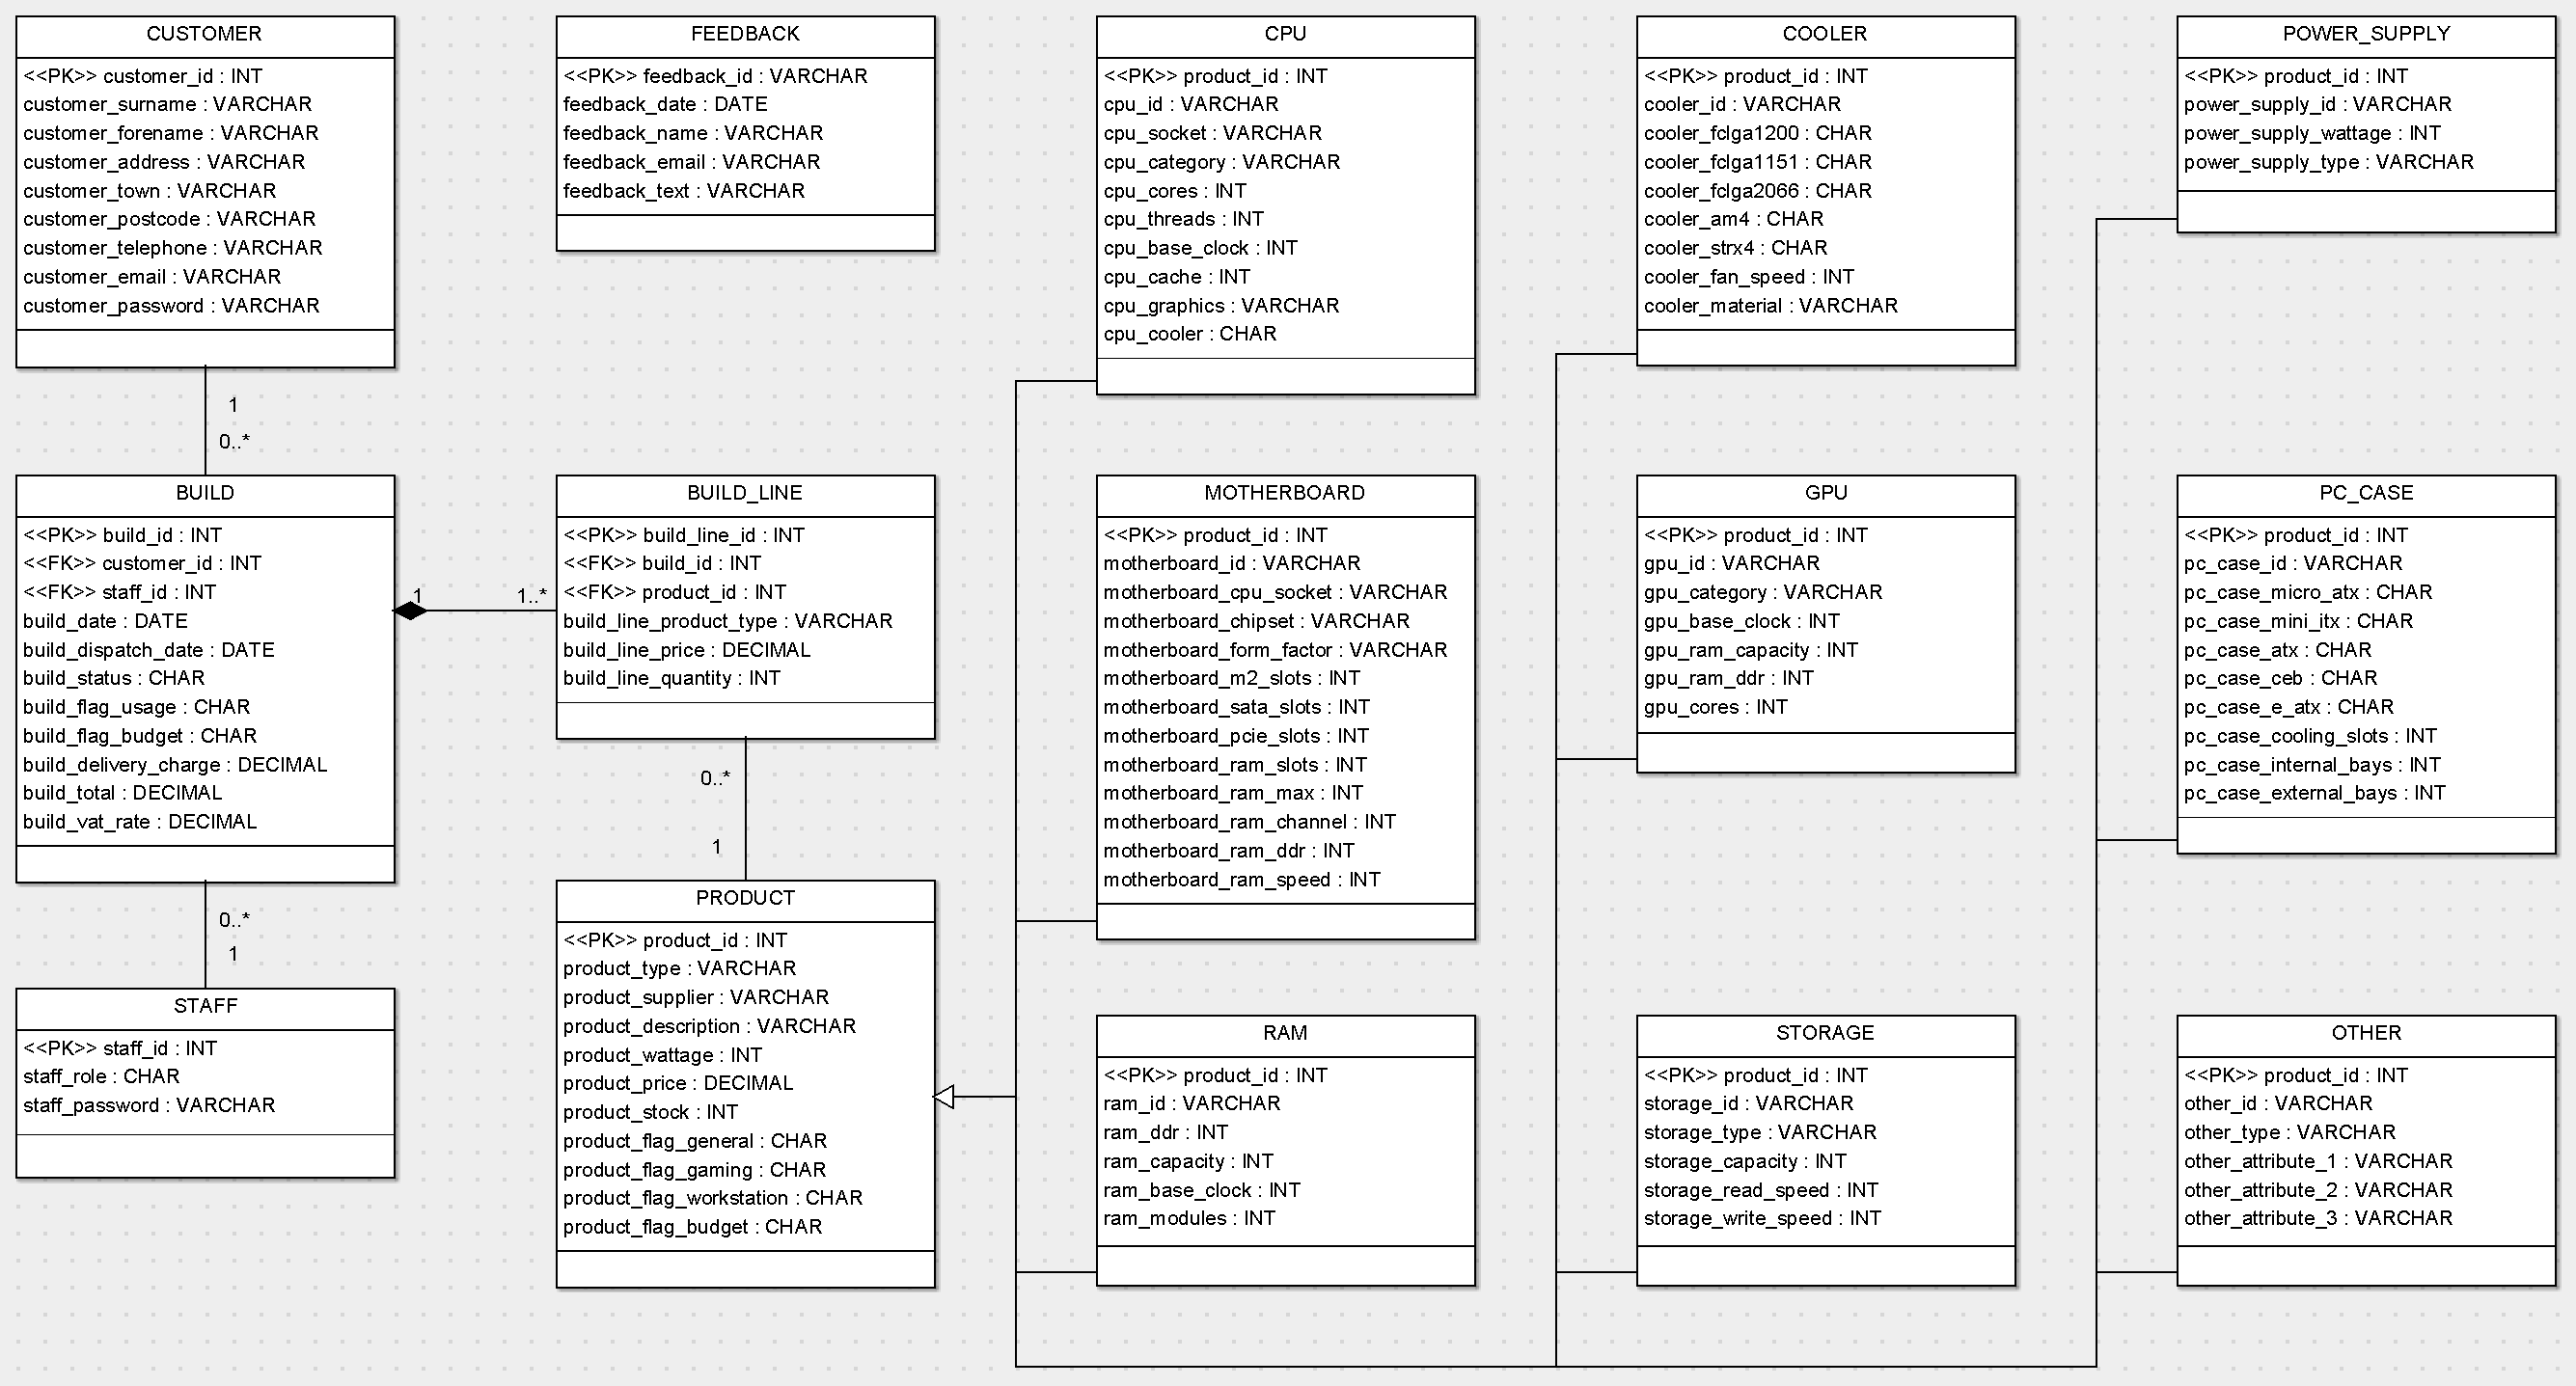 CUSTOMER
<<PK>> customer_id : INT
customer_surname : VARCHAR
customer_forename : VARCHAR
customer_address : VARCHAR
customer_town : VARCHAR
customer_postcode : VARCHAR
customer_telephone : VARCHAR
customer_email : VARCHAR
customer_password : VARCHAR
1
0..*
BUILD
<<PK>> build_id : INT
<<FK>> customer_id : INT
<<FK>> staff_id : INT
build_date : DATE
build_dispatch_date : DATE
build_status : CHAR
build_flag_usage : CHAR
build_flag_budget : CHAR
build_delivery_charge : DECIMAL
build_total : DECIMAL
build_vat_rate : DECIMAL
0..*
1
STAFF
<<PK>> staff_id : INT
staff_role : CHAR
staff_password : VARCHAR
FEEDBACK
<<PK>> feedback_id : VARCHAR
feedback_date : DATE
feedback_name : VARCHAR
feedback_email : VARCHAR
feedback_text : VARCHAR
1
1..*
BUILD_LINE
<<PK>> build_line_id : INT
<<FK>> build_id : INT
<<FK>> product_id : INT
build_line_product_type : VARCHAR
build_line_price : DECIMAL
build_line_quantity : INT
0..*
1
PRODUCT
<<PK>> product_id : INT
product_type : VARCHAR
product_supplier : VARCHAR
product_description : VARCHAR
product_wattage : INT
product_price : DECIMAL
product_stock : INT
product_flag_general : CHAR
product_flag_gaming : CHAR
product_flag_workstation : CHAR
product_flag_budget : CHAR
CPU
<<PK>> product_id : INT
cpu_id : VARCHAR
cpu_socket : VARCHAR
cpu_category : VARCHAR
cpu_cores : INT
cpu_threads : INT
cpu_base_clock : INT
cpu_cache : INT
cpu_graphics : VARCHAR
cpu_cooler : CHAR
MOTHERBOARD
<<PK>> product_id : INT
motherboard_id : VARCHAR
motherboard_cpu_socket : VARCHAR
motherboard_chipset : VARCHAR
motherboard_form_factor : VARCHAR
motherboard_m2_slots : INT
motherboard_sata_slots : INT
motherboard_pcie_slots : INT
motherboard_ram_slots : INT
motherboard_ram_max : INT
motherboard_ram_channel : INT
motherboard_ram_ddr : INT
motherboard_ram_speed : INT
RAM
<<PK>> product_id : INT
ram_id : VARCHAR
ram_ddr : INT
ram_capacity : INT
ram_base_clock : INT
ram_modules : INT
COOLER
<<PK>> product_id : INT
cooler_id : VARCHAR
cooler_fclga1200 : CHAR
cooler_fclga1151 : CHAR
cooler_fclga2066 : CHAR
cooler_am4 : CHAR
cooler_strx4 : CHAR
cooler_fan_speed : INT
cooler_material : VARCHAR
GPU
<<PK>> product_id : INT
gpu_id : VARCHAR
gpu_category : VARCHAR
gpu_base_clock : INT
gpu_ram_capacity : INT
gpu_ram_ddr : INT
gpu_cores : INT
STORAGE
<<PK>> product_id : INT
storage_id : VARCHAR
storage_type : VARCHAR
storage_capacity : INT
storage_read_speed : INT
storage_write_speed : INT
POWER_SUPPLY
<<PK>> product_id : INT
power_supply_id : VARCHAR
power_supply_wattage : INT
power_supply_type : VARCHAR
PC_CASE
<<PK>> product_id : INT
pc_case_id : VARCHAR
pc_case_micro_atx : CHAR
pc_case_mini_itx : CHAR
pc_case_atx : CHAR
pc_case_ceb : CHAR
pc_case_e_atx : CHAR
pc_case_cooling_slots : INT
pc_case_internal_bays : INT
pc_case_external_bays : INT
OTHER
<<PK>> product_id : INT
other_id : VARCHAR
other_type : VARCHAR
other_attribute_1 : VARCHAR
other_attribute_2 : VARCHAR
other_attribute_3 : VARCHAR